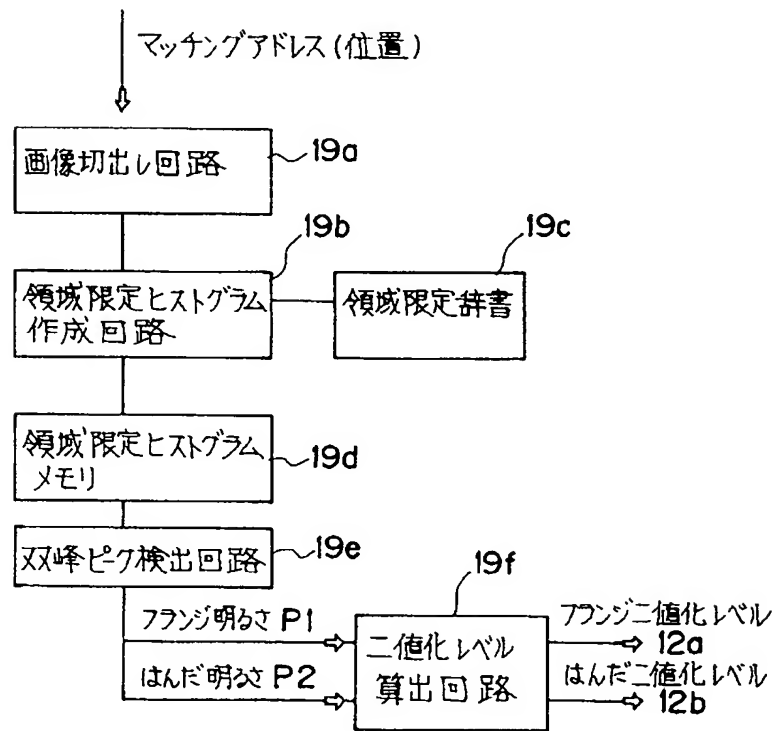 マッチングアドレス(位置)
画像切出し回路
19a
19b
19c
領域限定ヒストグラム
作成回路
領域限定辞書
領域限定ヒストグラム
メモリ
19d
双峰ピーク検出回路
19e
19f
フランジ明るさ P1
はんだ明るさ P2
二値化レベル
算出回路
フランジ二値化レベル
12a
はんだ二値化レベル
12b